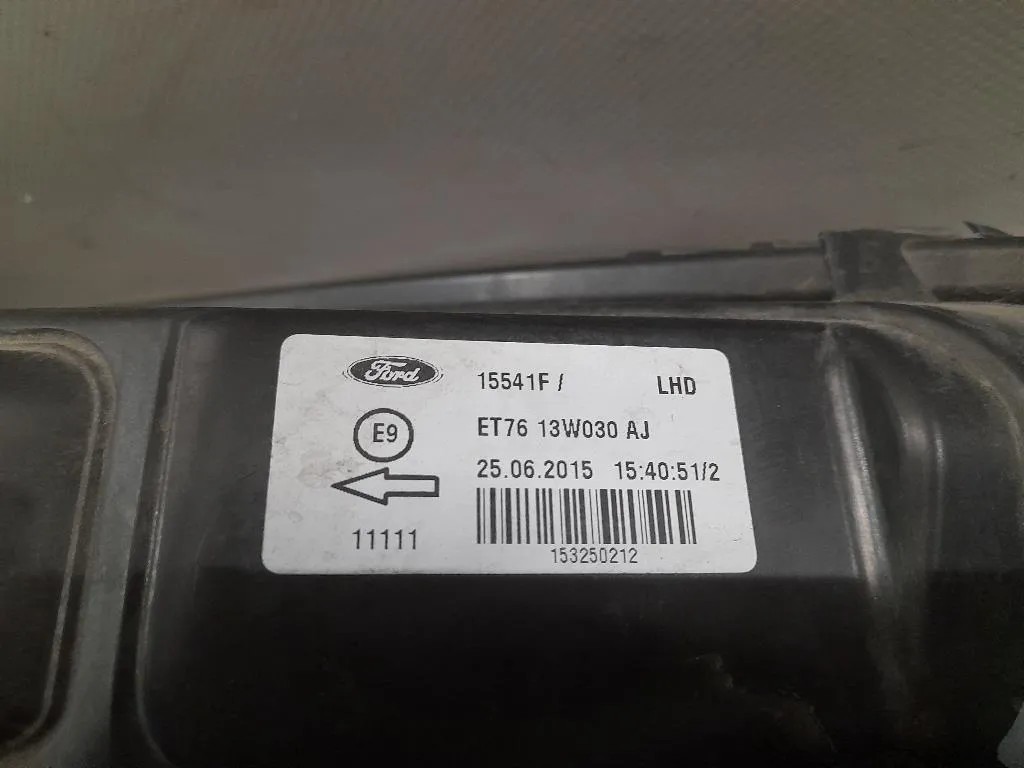 Ford
15541F / LHD
E9
ET76 13W030 AJ
25.06.2015 15:40:51/2
11111
153250212